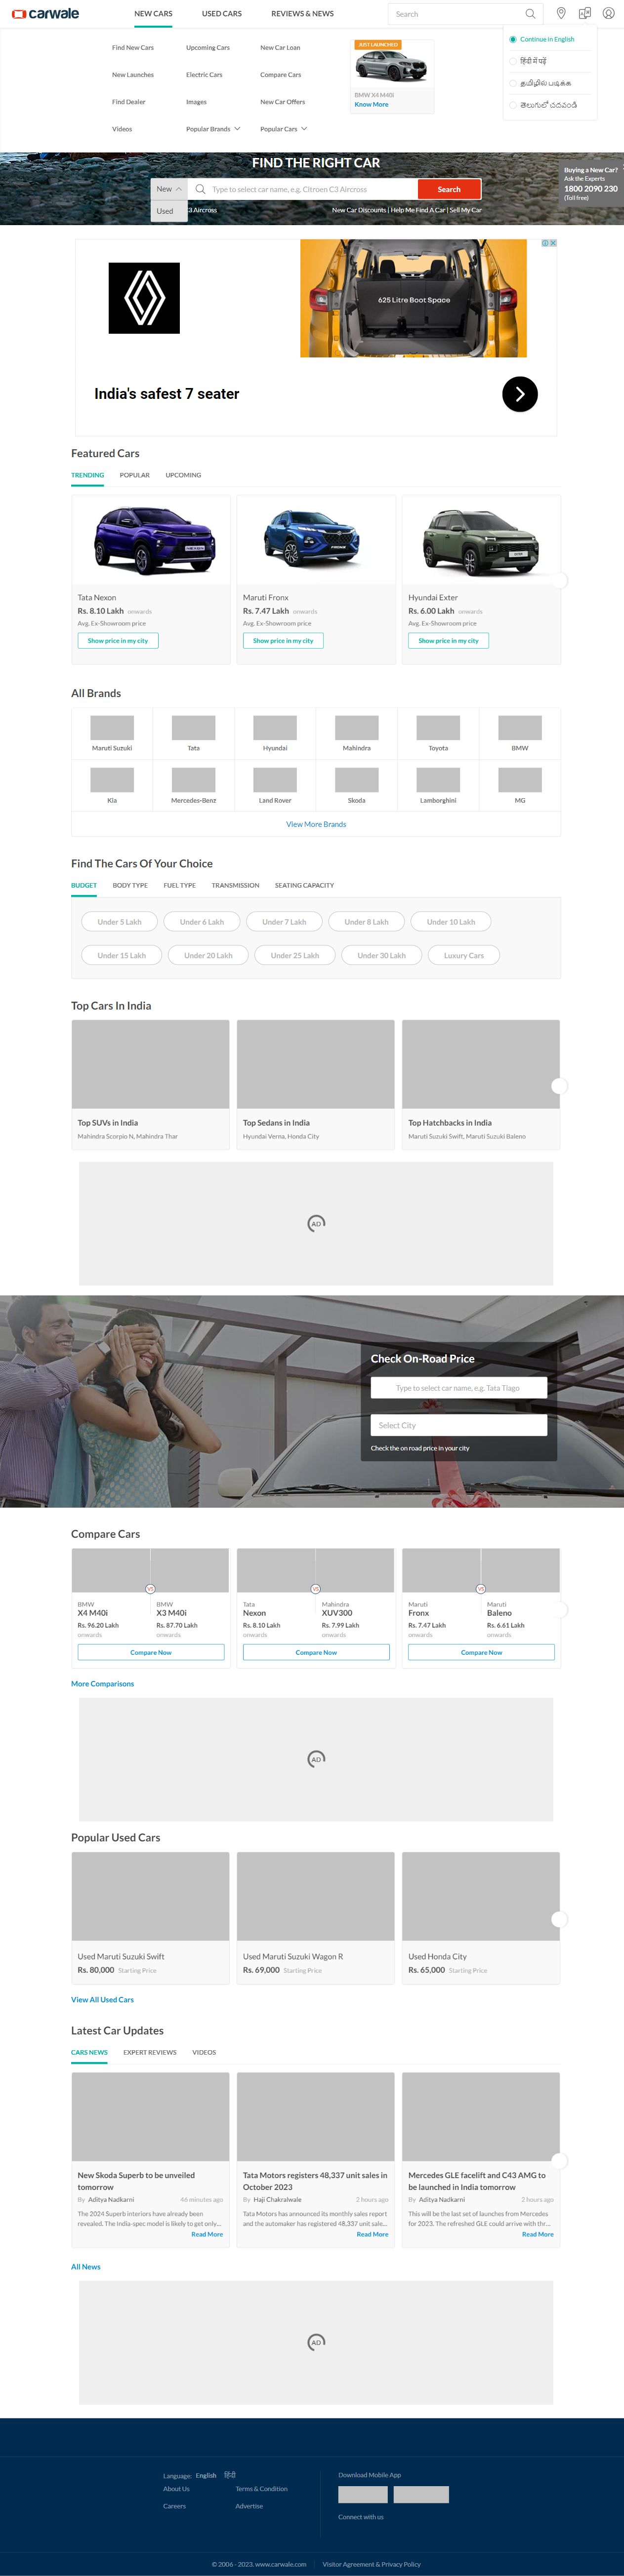 carwale
NEW CARS USED CARS REVIEWS & NEWS
Search
Find New Cars Upcoming Cars New Car Loan
New Launches Electric Cars Compare Cars
Find Dealer Images New Car Offers
Videos Popular Brands Popular Cars
JUST LAUNCHED
BMW X4 M40i
Know More
Continue in English
हिंदी में पढ़ें
தமிழில் படிக்க
తెలుగులో చదవండి
FIND THE RIGHT CAR
New
Type to select car name, e.g. Citroen C3 Aircross
Search
Used
C3 Aircross
New Car Discounts | Help Me Find A Car | Sell My Car
Buying a New Car?
Ask the Experts
1800 2090 230
(Toll free)
625 Litre Boot Space
India's safest 7 seater
Featured Cars
TRENDING POPULAR UPCOMING
Tata Nexon
Rs. 8.10 Lakh onwards
Avg. Ex-Showroom price
Show price in my city
Maruti Fronx
Rs. 7.47 Lakh onwards
Avg. Ex-Showroom price
Show price in my city
Hyundai Exter
Rs. 6.00 Lakh onwards
Avg. Ex-Showroom price
Show price in my city
All Brands
Maruti Suzuki Tata Hyundai Mahindra Toyota BMW
Kia Mercedes-Benz Land Rover Skoda Lamborghini MG
View More Brands
Find The Cars Of Your Choice
BUDGET BODY TYPE FUEL TYPE TRANSMISSION SEATING CAPACITY
Under 5 Lakh Under 6 Lakh Under 7 Lakh Under 8 Lakh Under 10 Lakh
Under 15 Lakh Under 20 Lakh Under 25 Lakh Under 30 Lakh Luxury Cars
Top Cars In India
Top SUVs in India
Mahindra Scorpio N, Mahindra Thar
Top Sedans in India
Hyundai Verna, Honda City
Top Hatchbacks in India
Maruti Suzuki Swift, Maruti Suzuki Baleno
AD
Check On-Road Price
Type to select car name, e.g. Tata Tiago
Select City
Check the on road price in your city
Compare Cars
VS
BMW BMW
X4 M40i X3 M40i
Rs. 96.20 Lakh Rs. 87.70 Lakh
onwards onwards
Compare Now
VS
Tata Mahindra
Nexon XUV300
Rs. 8.10 Lakh Rs. 7.99 Lakh
onwards onwards
Compare Now
VS
Maruti Maruti
Fronx Baleno
Rs. 7.47 Lakh Rs. 6.61 Lakh
onwards onwards
Compare Now
More Comparisons
AD
Popular Used Cars
Used Maruti Suzuki Swift
Rs. 80,000 Starting Price
Used Maruti Suzuki Wagon R
Rs. 69,000 Starting Price
Used Honda City
Rs. 65,000 Starting Price
View All Used Cars
Latest Car Updates
CARS NEWS EXPERT REVIEWS VIDEOS
New Skoda Superb to be unveiled
tomorrow
By Aditya Nadkarni 46 minutes ago
The 2024 Superb interiors have already been
revealed. The India-spec model is likely to get only...
Read More
Tata Motors registers 48,337 unit sales in
October 2023
By Haji Chakralwale 2 hours ago
Tata Motors has announced its monthly sales report
and the automaker has registered 48,337 unit sale...
Read More
Mercedes GLE facelift and C43 AMG to
be launched in India tomorrow
By Aditya Nadkarni 2 hours ago
This will be the last set of launches from Mercedes
for 2023. The refreshed GLE could arrive with thr...
Read More
All News
AD
Language: English हिंदी
About Us Terms & Condition
Careers Advertise
Download Mobile App
Connect with us
© 2006 - 2023. www.carwale.com | Visitor Agreement & Privacy Policy